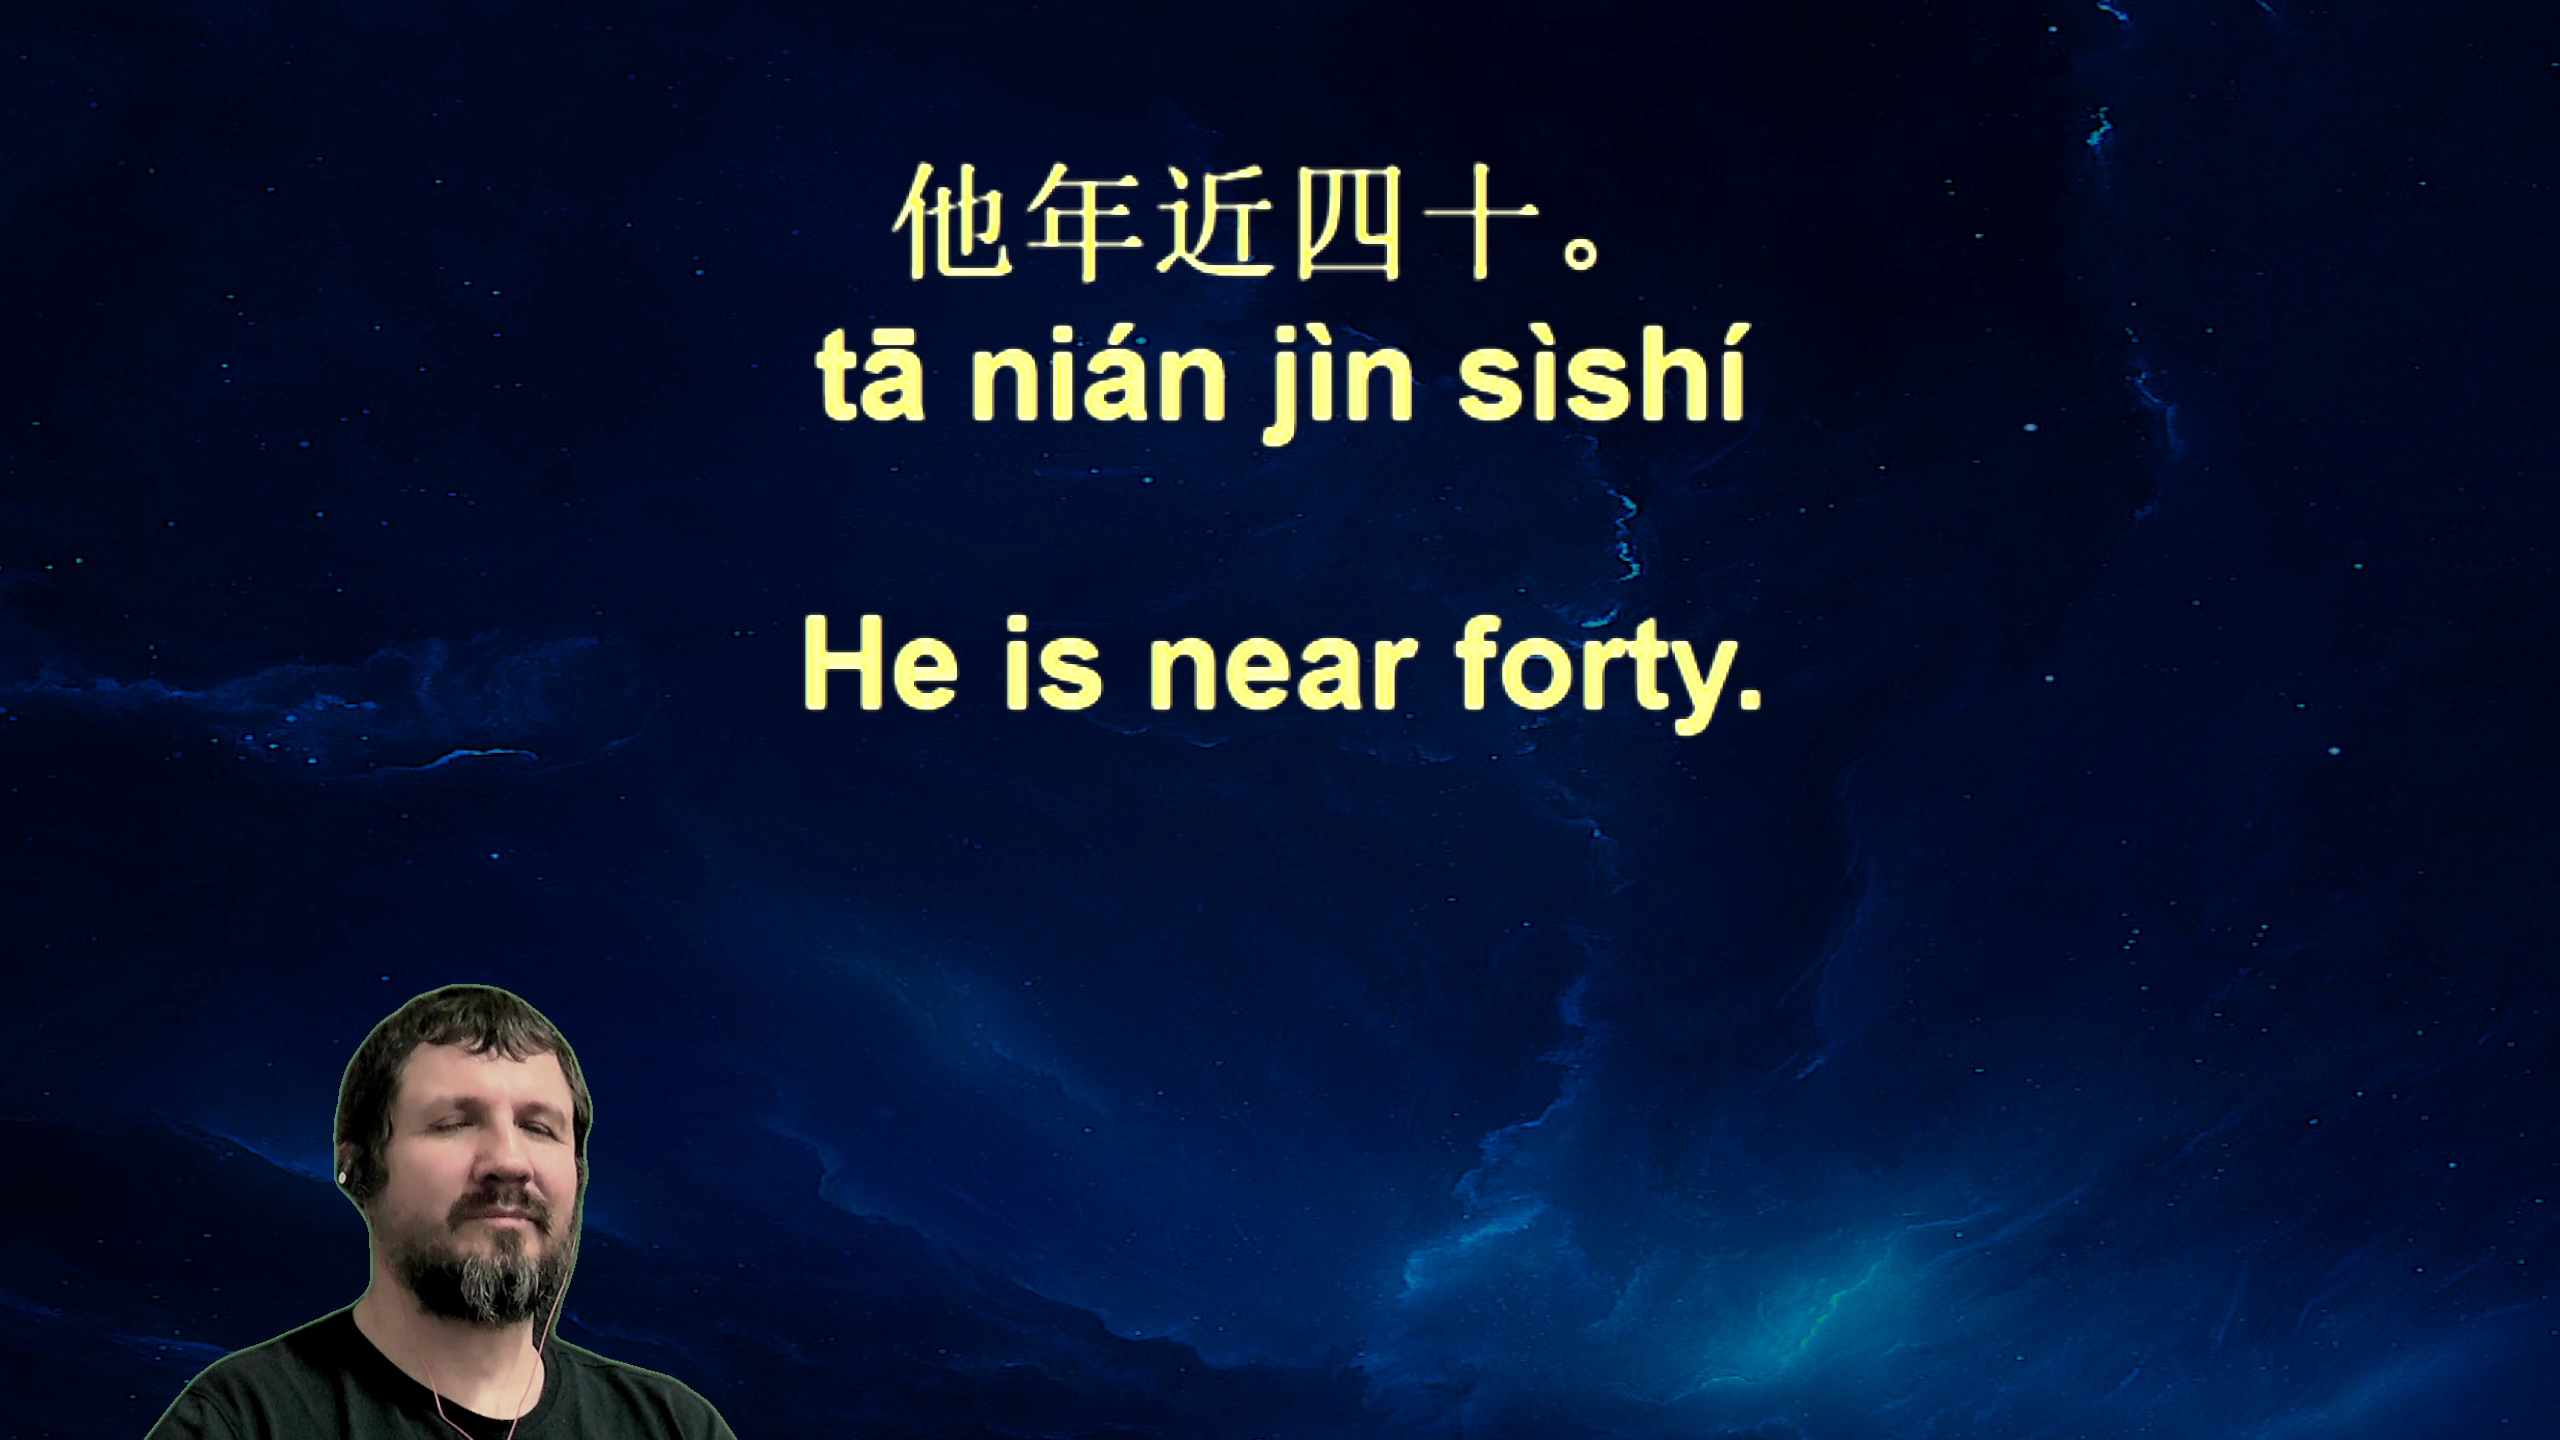 他年近四十。
tā nián jìn sìshí
He is near forty.